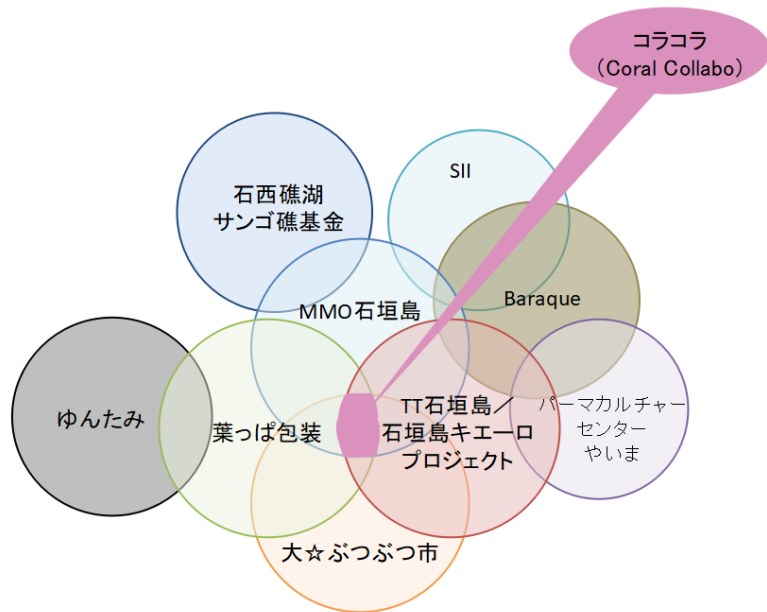 コラコラ
（Coral Collabo）
SII
石西礁湖
サンゴ礁基金
MMO石垣島
Baraque
ゆんたみ
葉っぱ包装
TT石垣島／
石垣島キエーロ
プロジェクト
パーマカルチャー
センター
やいま
大☆ぶつぶつ市